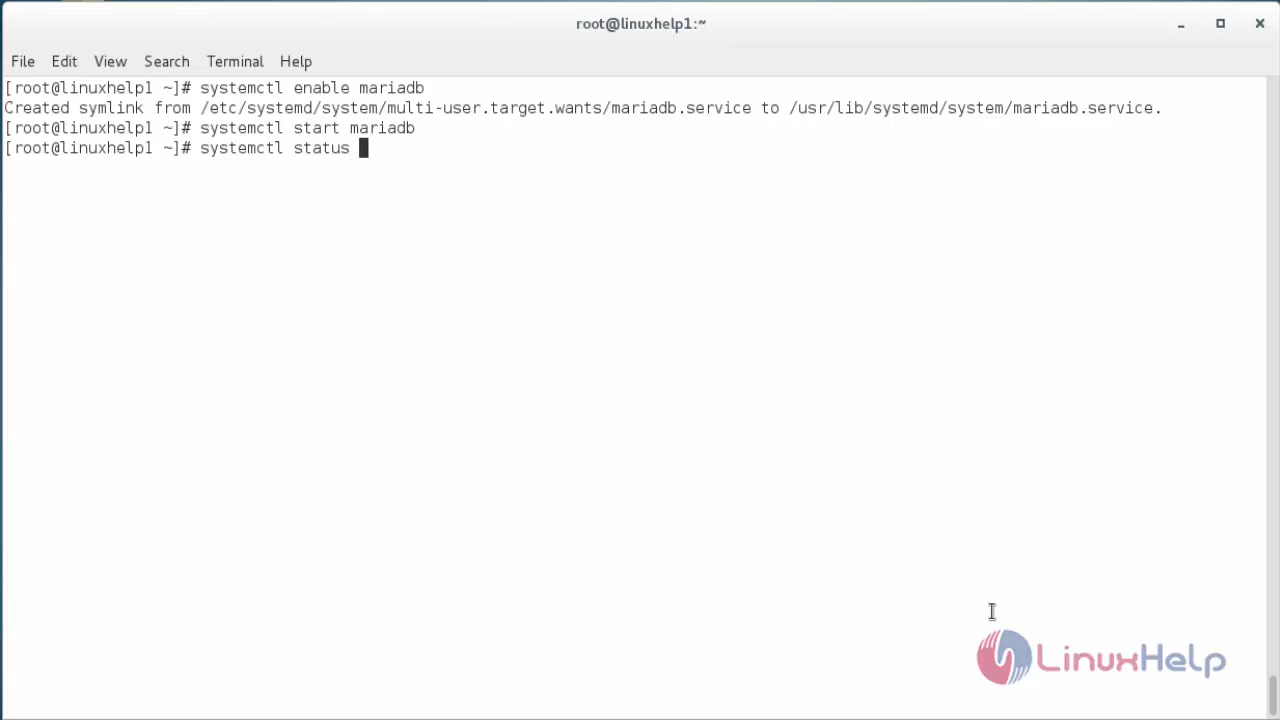 root@linuxhelp1:~
File Edit View Search Terminal Help
[root@linuxhelp1 ~]# systemctl enable mariadb
Created symlink from /etc/systemd/system/multi-user.target.wants/mariadb.service to /usr/lib/systemd/system/mariadb.service.
[root@linuxhelp1 ~]# systemctl start mariadb
[root@linuxhelp1 ~]# systemctl status
LinuxHelp